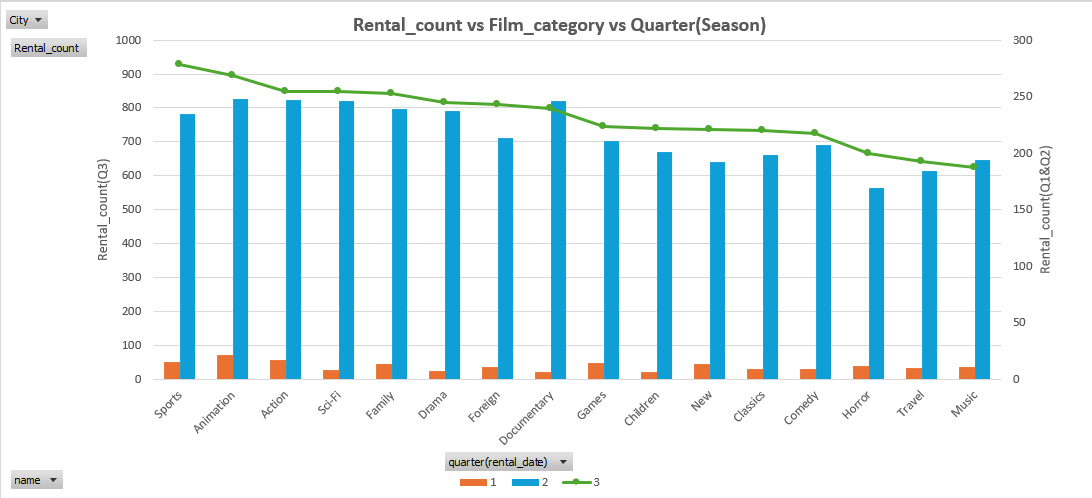 City
Rental_count
Rental_count vs Film_category vs Quarter(Season)
1000
900
800
700
600
500
400
300
200
100
0
Rental_count(Q3)
300
250
200
150
100
50
0
Rental_count(Q1&Q2)
Sports
Animation
Action
Sci-Fi
Family
Drama
Foreign
Documentary
Games
Children
New
Classics
Comedy
Horror
Travel
Music
quarter(rental_date)
1 2 3
name